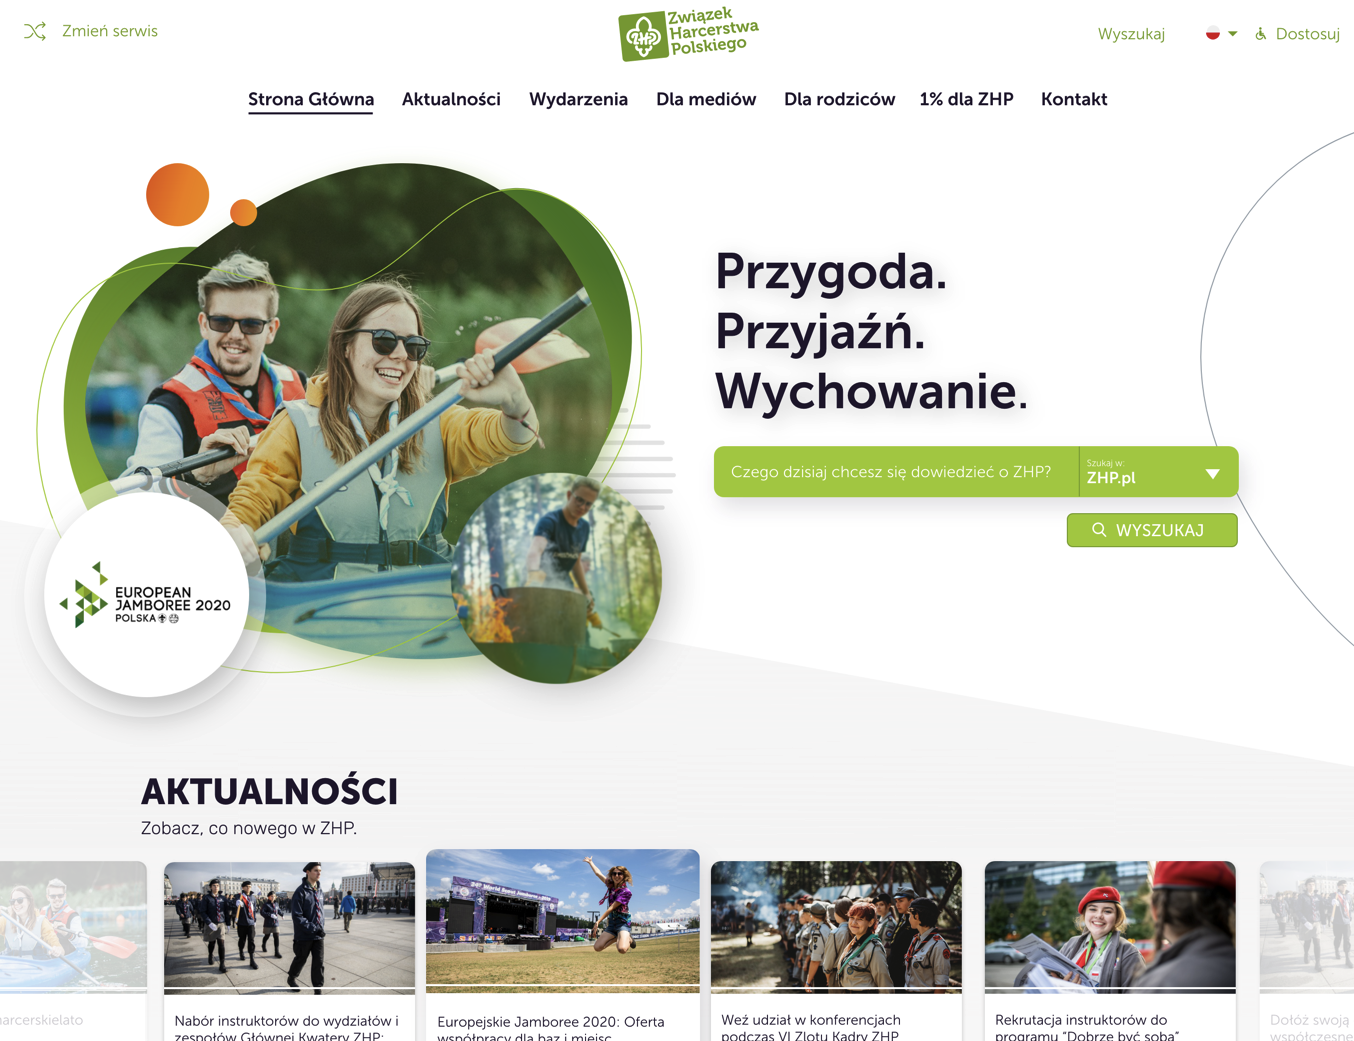 Zmień serwis
ZHP
Związek
Harcerstwa
Polskiego
Wyszukaj
Dostosuj
Strona Główna
Aktualności
Wydarzenia
Dla mediów
Dla rodziców
1% dla ZHP
Kontakt
Przygoda.
Przyjaźń.
Wychowanie.
Czego dzisiaj chcesz się dowiedzieć o ZHP?
Szukaj w:
ZHP.pl
WYSZUKAJ
EUROPEAN
JAMBOREE 2020
POLSKA
AKTUALNOŚCI
Zobacz, co nowego w ZHP.
24th World Scout Jamboree
arcerskielato
Nabór instruktorów do wydziałów i
zespołów Głównej Kwatery ZHP:
Europejskie Jamboree 2020: Oferta
współpracy dla baz i miejsc
Weź udział w konferencjach
podczas VI Zlotu Kadry ZHP
Rekrutacja instruktorów do
programu "Dobrze być sobą"
Dołóż swoją
współczesne